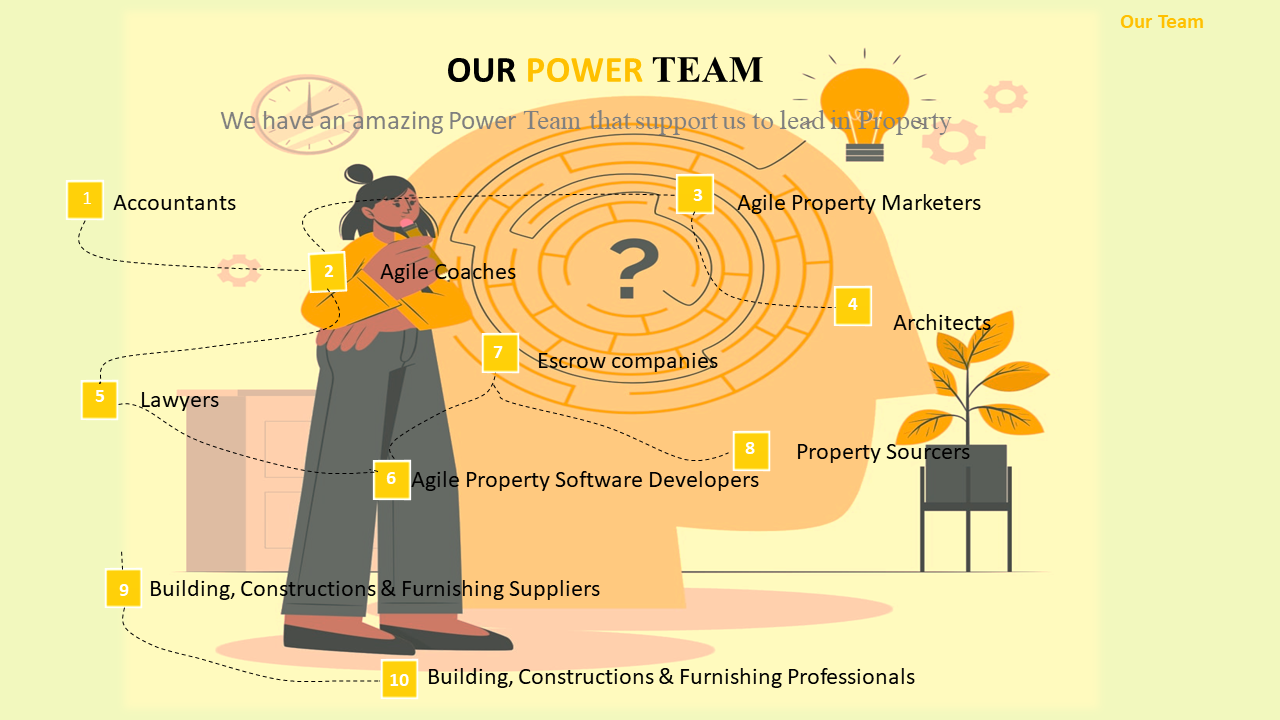 Our Team
OUR POWER TEAM
We have an amazing Power Team that support us to lead in Property
1 Accountants
2 Agile Coaches
3 Agile Property Marketers
4 Architects
5 Lawyers
6 Agile Property Software Developers
7 Escrow companies
8 Property Sourcers
9 Building, Constructions & Furnishing Suppliers
10 Building, Constructions & Furnishing Professionals
?